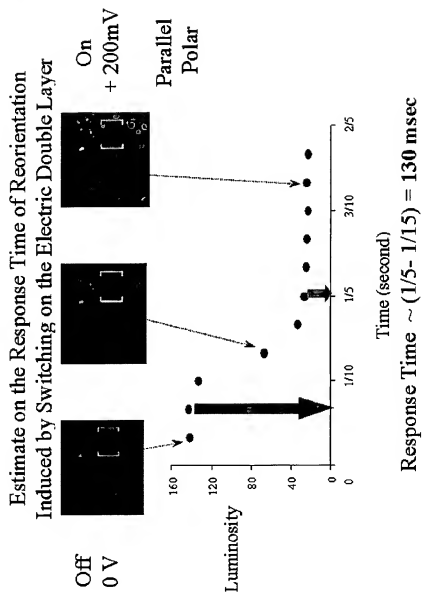 Estimate on the Response Time of Reorientation
Induced by Switching on the Electric Double Layer
Off
0 V
On
+ 200mV
Parallel
Polar
Luminosity
160
120
80
40
0
0
1/10
1/5
3/10
2/5
Time (second)
Response Time ~ (1/5- 1/15) = 130 msec